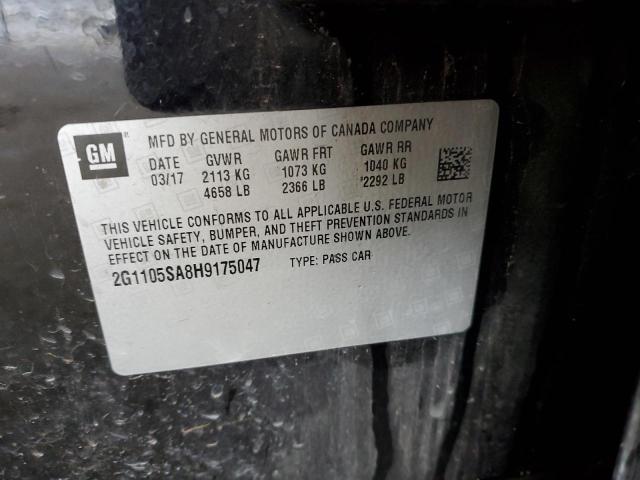 GM
MFD BY GENERAL MOTORS OF CANADA COMPANY
DATE GVWR GAWR FRT GAWR RR
03/17 2113 KG 1073 KG 1040 KG
4658 LB 2366 LB 2292 LB
THIS VEHICLE CONFORMS TO ALL APPLICABLE U.S. FEDERAL MOTOR
VEHICLE SAFETY, BUMPER, AND THEFT PREVENTION STANDARDS IN
EFFECT ON THE DATE OF MANUFACTURE SHOWN ABOVE.
2G1105SA8H9175047 TYPE: PASS CAR